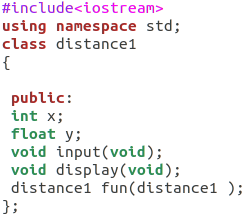 #include<iostream>
using namespace std;
class distance1
{
public:
int x;
float y;
void input(void);
void display(void);
distance1 fun(distance1 );
};